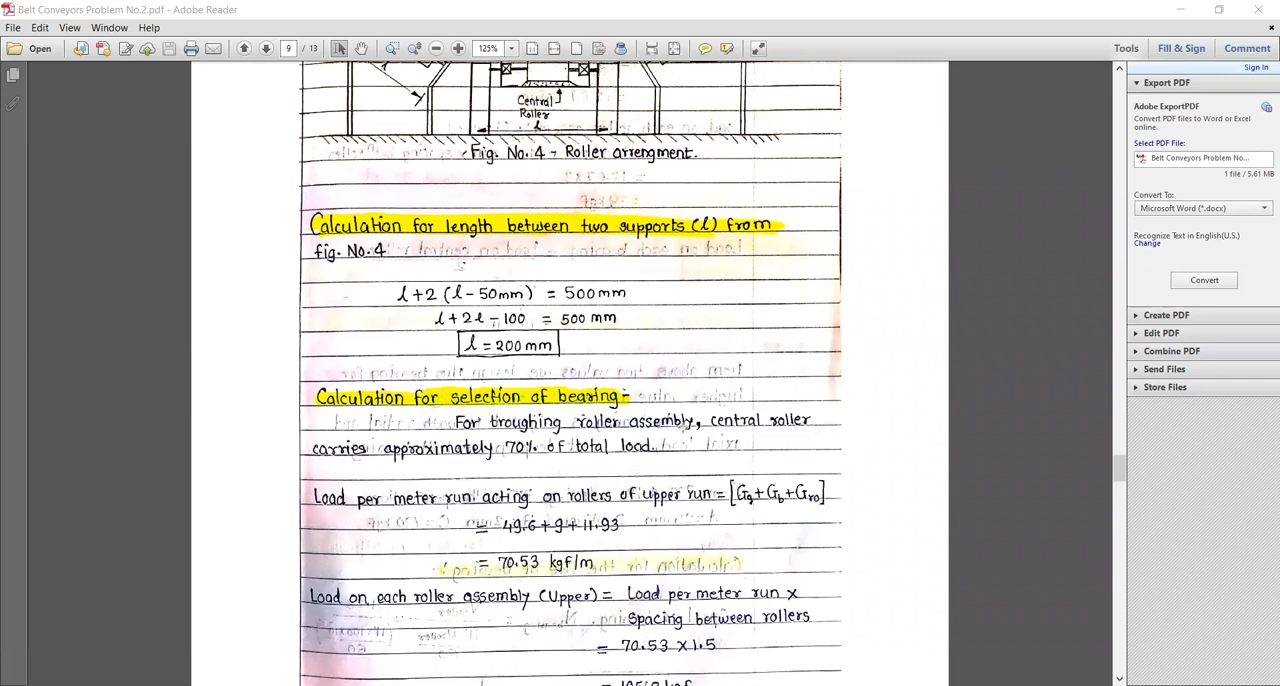 Belt Conveyors Problem No.2.pdf - Adobe Reader
File Edit View Window Help
Open 9 / 13 125% Tools Fill & Sign Comment
Sign In
Export PDF
Adobe ExportPDF
Convert PDF files to Word or Excel
online.
Select PDF File:
Belt Conveyors Problem No...
1 file / 5.61 MB
Convert To:
Microsoft Word (*.docx)
Recognize Text in English(U.S.)
Change
Convert
Create PDF
Edit PDF
Combine PDF
Send Files
Store Files
Central
Roller
l
Fig. No. 4 - Roller arrengment.
Calculation for length between two supports (l) from
fig. No. 4
l+2 (l-50mm) = 500mm
l+2l-100 = 500 mm
l = 200 mm
Calculation for selection of bearing:-
For troughing roller assembly, central roller
carries approximately 70% of total load.
Load per meter run acting on rollers of upper run = [Gg+Gb+Gro]
= 49.6+9+11.93
= 70.53 kgf/m
Load on each roller assembly (Upper) = Load per meter run x
Spacing between rollers
= 70.53 x 1.5